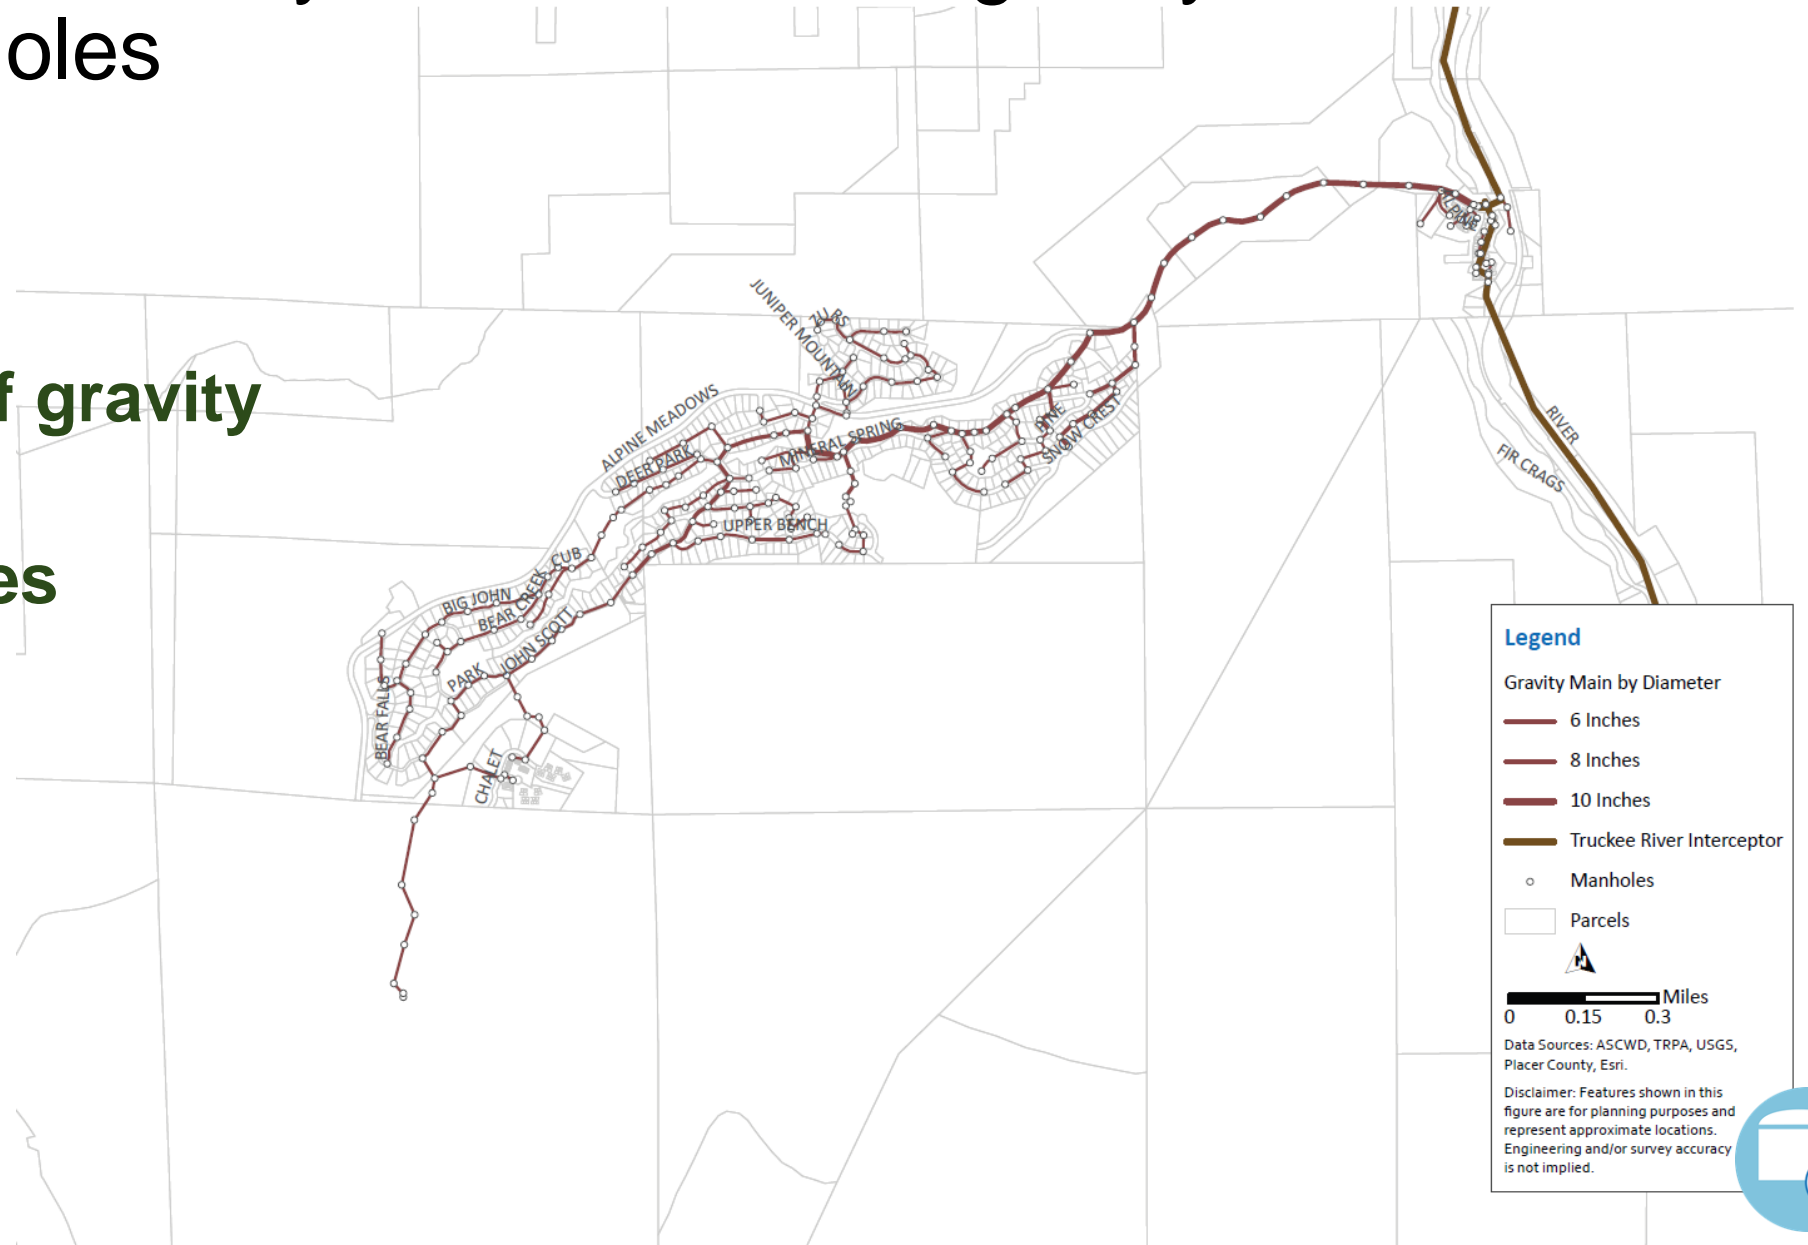 oles
f gravity
es
JUNIPER MOUNTAIN
ALPINE MEADOWS
DEER PARK
MINERAL SPRING
PINE
SNOW CREST
UPPER BENCH
CUB
BEAR CREEK
BIG JOHN
JOHN SCOTT
PARK
BEAR FALLS
CHALET
ALPINE
RIVER
FIR CRAGS
Legend
Gravity Main by Diameter
6 Inches
8 Inches
10 Inches
Truckee River Interceptor
Manholes
Parcels
N
Miles
0 0.15 0.3
Data Sources: ASCWD, TRPA, USGS,
Placer County, Esri.
Disclaimer: Features shown in this
figure are for planning purposes and
represent approximate locations.
Engineering and/or survey accuracy
is not implied.